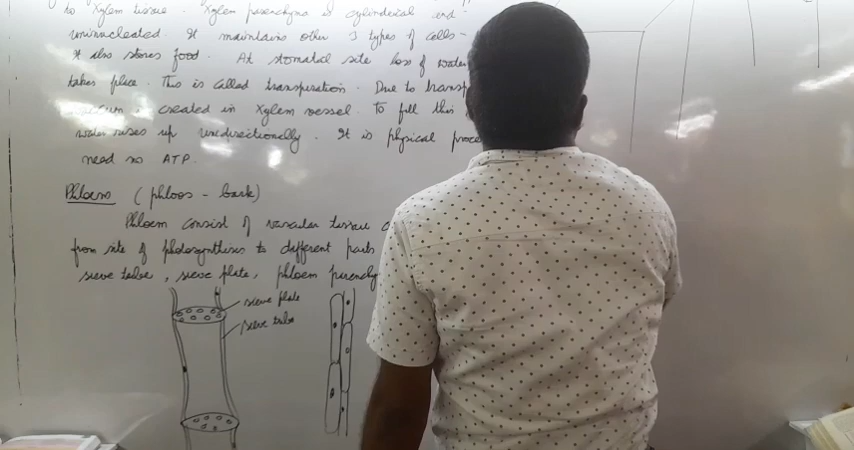 to Xylem tissue. Xylem parenchyma is cylinderical and
uninucleated. It maintains other 3 types of cells.
It also stores food. At stomatal site loss of water
takes place. This is called transpiration. Due to transp
is created in Xylem vessel. To fill this
water rises up unidirectionally. It is physical proce
need no ATP.
Phloem (phloos - bark)
Phloem consist of vascular tissue
from site of photosynthesis to different parts
sieve tube, sieve plate, phloem parenchy
sieve plate
sieve tube